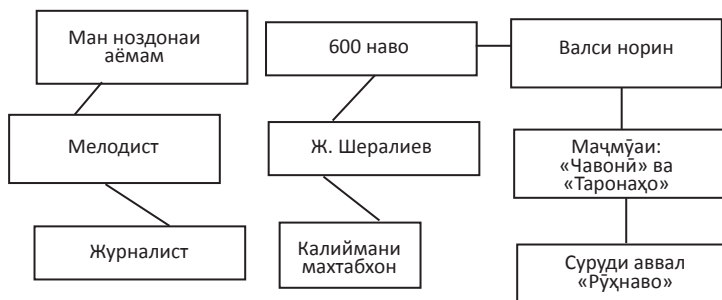 Ман ноздонаи
аёмам
600 наво
Валси норин
Мелодист
Ж. Шералиев
Маҷмӯаи:
«Чавонӣ» ва
«Таронаҳо»
Журналист
Калиймани
махтабхон
Суруди аввал
«Рӯҳнаво»